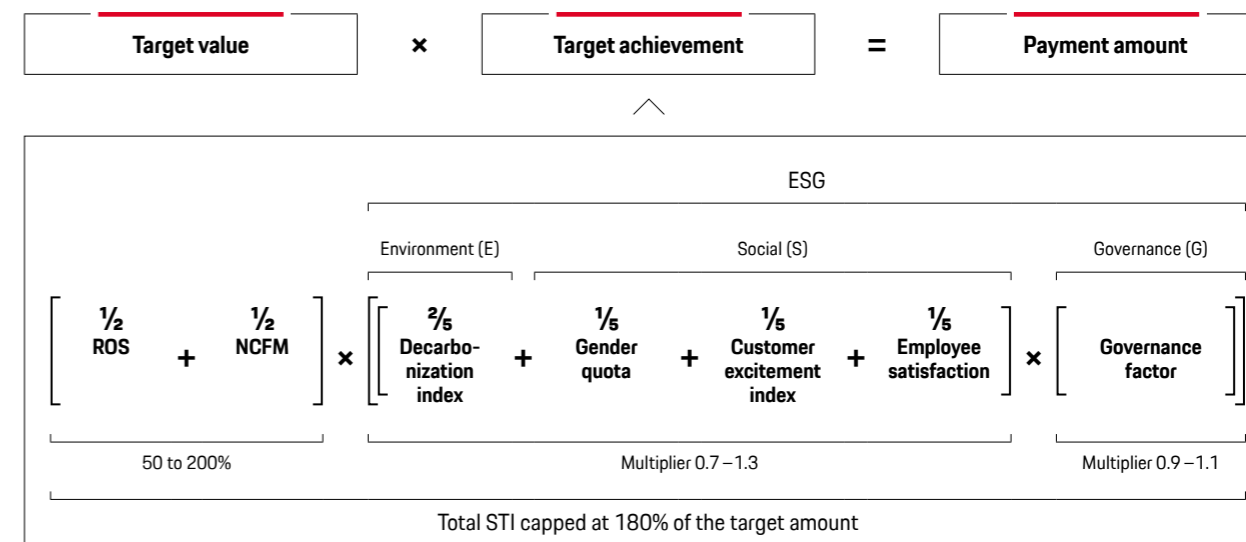 Target value × Target achievement = Payment amount
ESG
Environment (E) Social (S) Governance (G)
½ ½ ⅖ ⅕ ⅕ ⅕
ROS + NCFM × Decarbo- + Gender + Customer + Employee × Governance
nization quota excitement satisfaction factor
index index
50 to 200% Multiplier 0.7 – 1.3 Multiplier 0.9 – 1.1
Total STI capped at 180% of the target amount